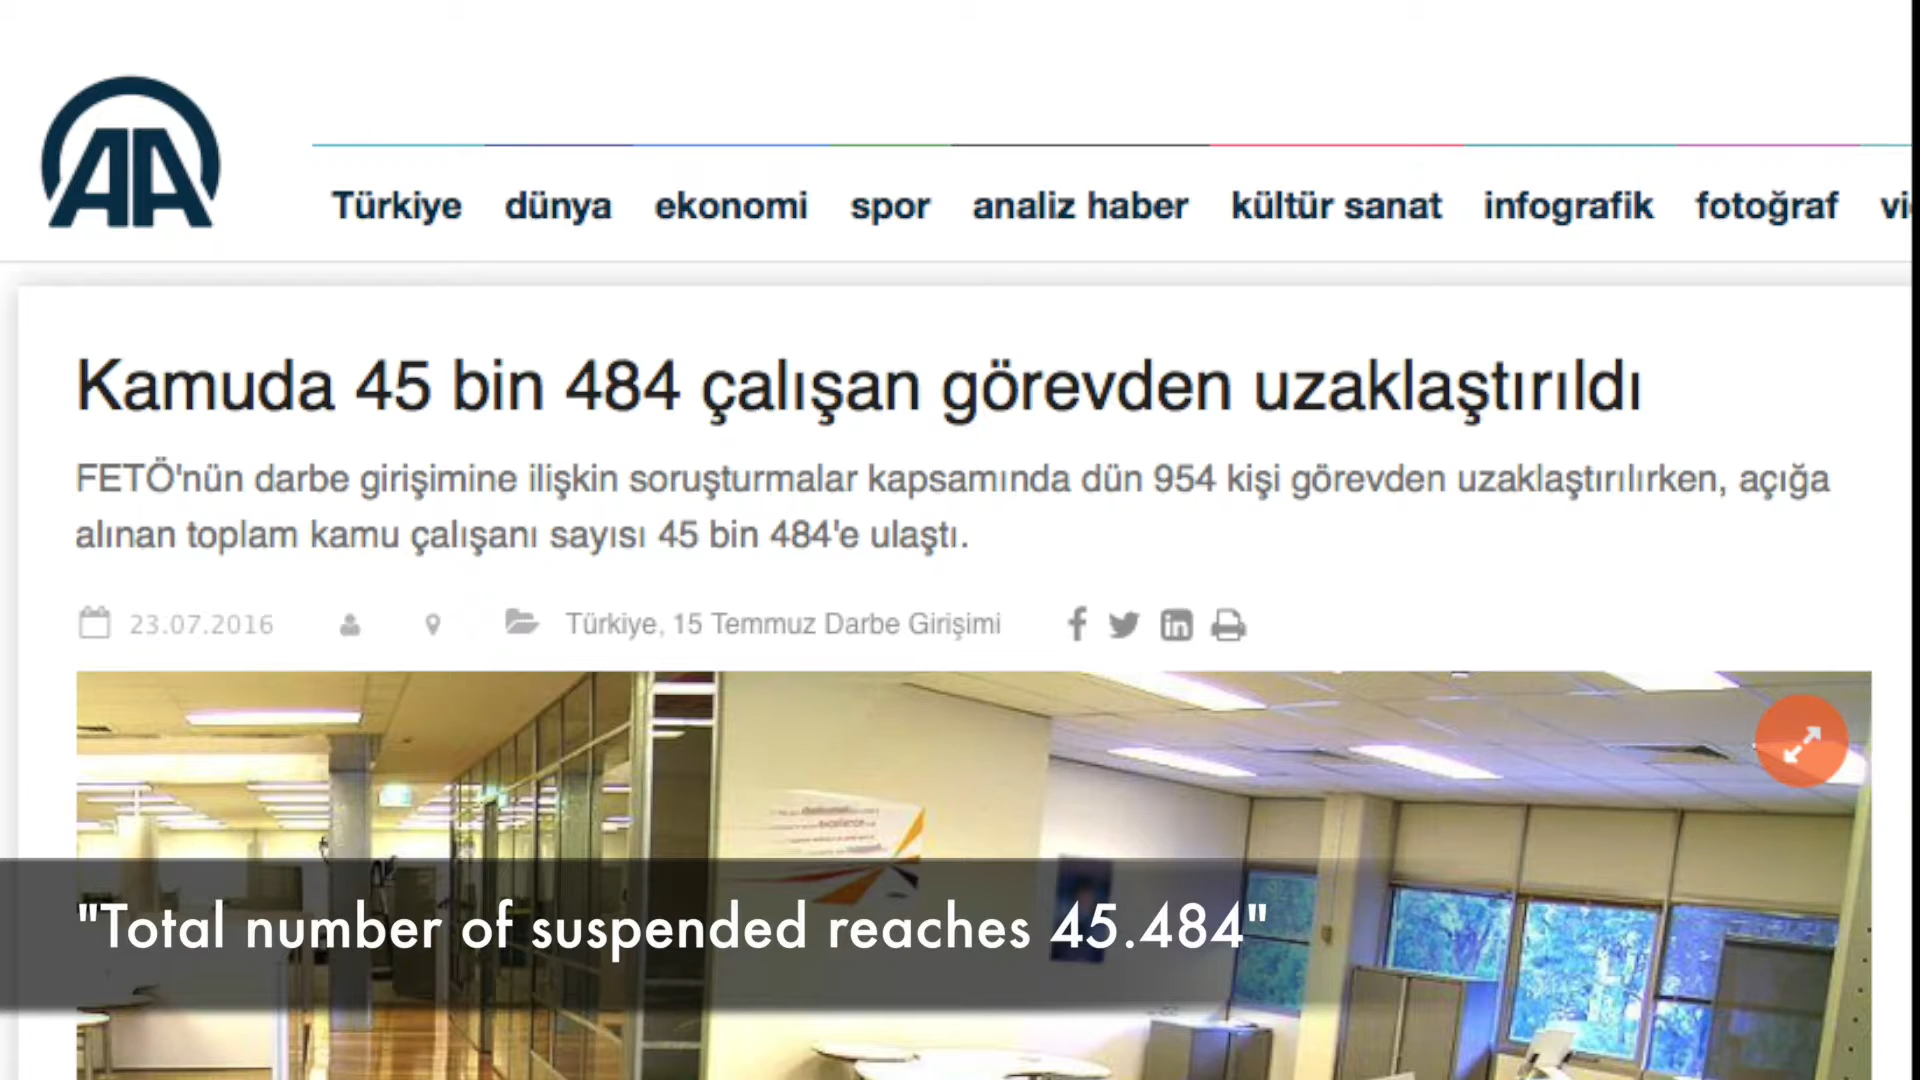 AA
Türkiye dünya ekonomi spor analiz haber kültür sanat infografik fotoğraf
Kamuda 45 bin 484 çalışan görevden uzaklaştırıldı
FETÖ'nün darbe girişimine ilişkin soruşturmalar kapsamında dün 954 kişi görevden uzaklaştırılırken, açığa
alınan toplam kamu çalışanı sayısı 45 bin 484'e ulaştı.
23.07.2016 Türkiye, 15 Temmuz Darbe Girişimi
"Total number of suspended reaches 45.484"